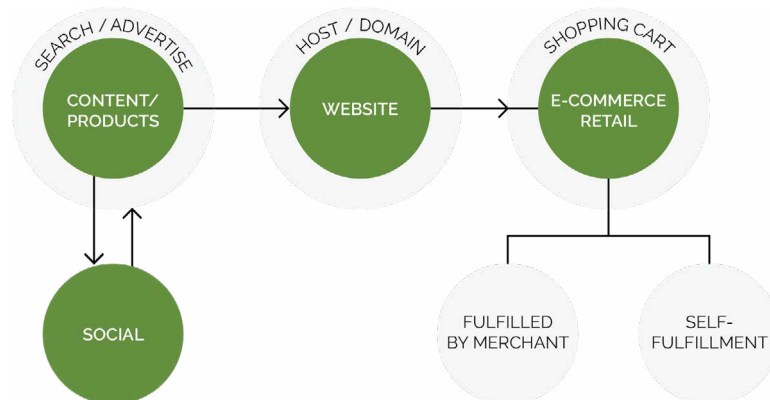 SEARCH / ADVERTISE
HOST / DOMAIN
SHOPPING CART
CONTENT/
PRODUCTS
WEBSITE
E-COMMERCE
RETAIL
SOCIAL
FULFILLED
BY MERCHANT
SELF-
FULFILLMENT